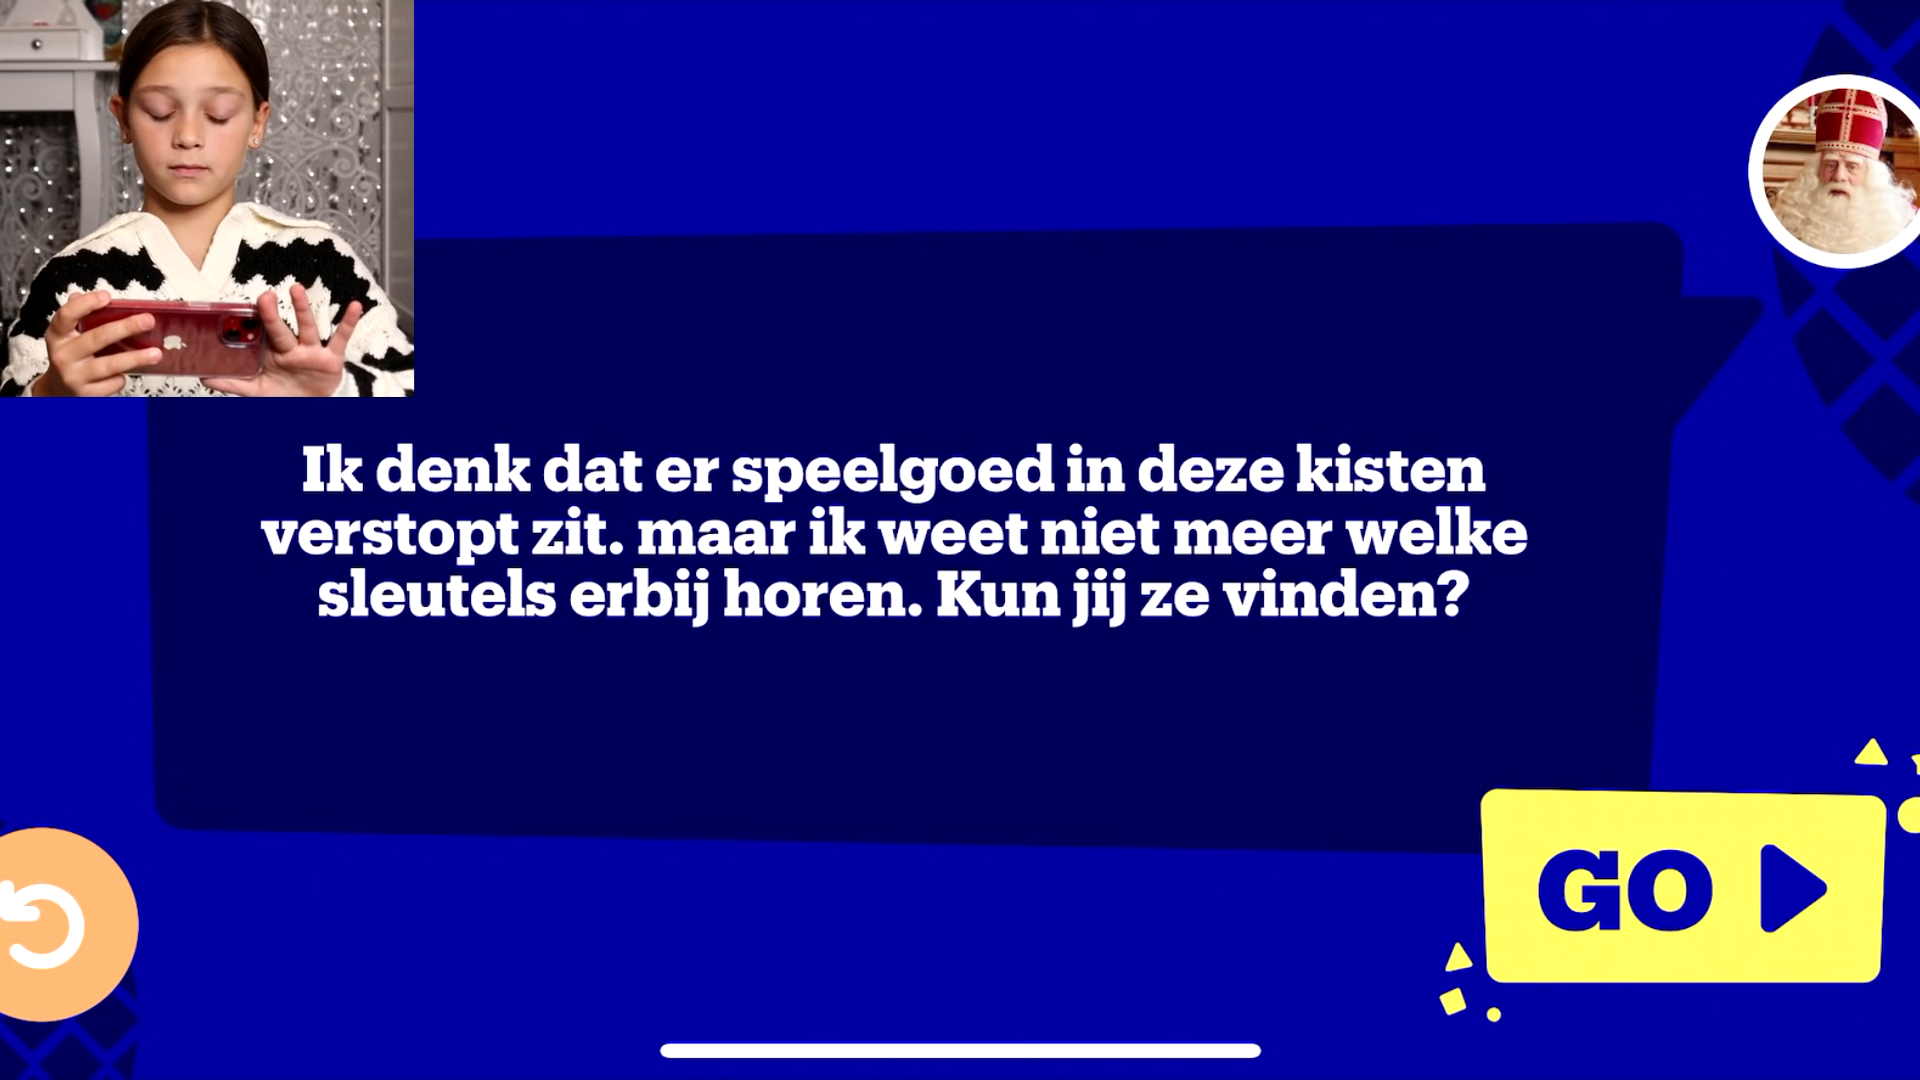 Ik denk dat er speelgoed in deze kisten
verstopt zit. maar ik weet niet meer welke
sleutels erbij horen. Kun jij ze vinden?
GO